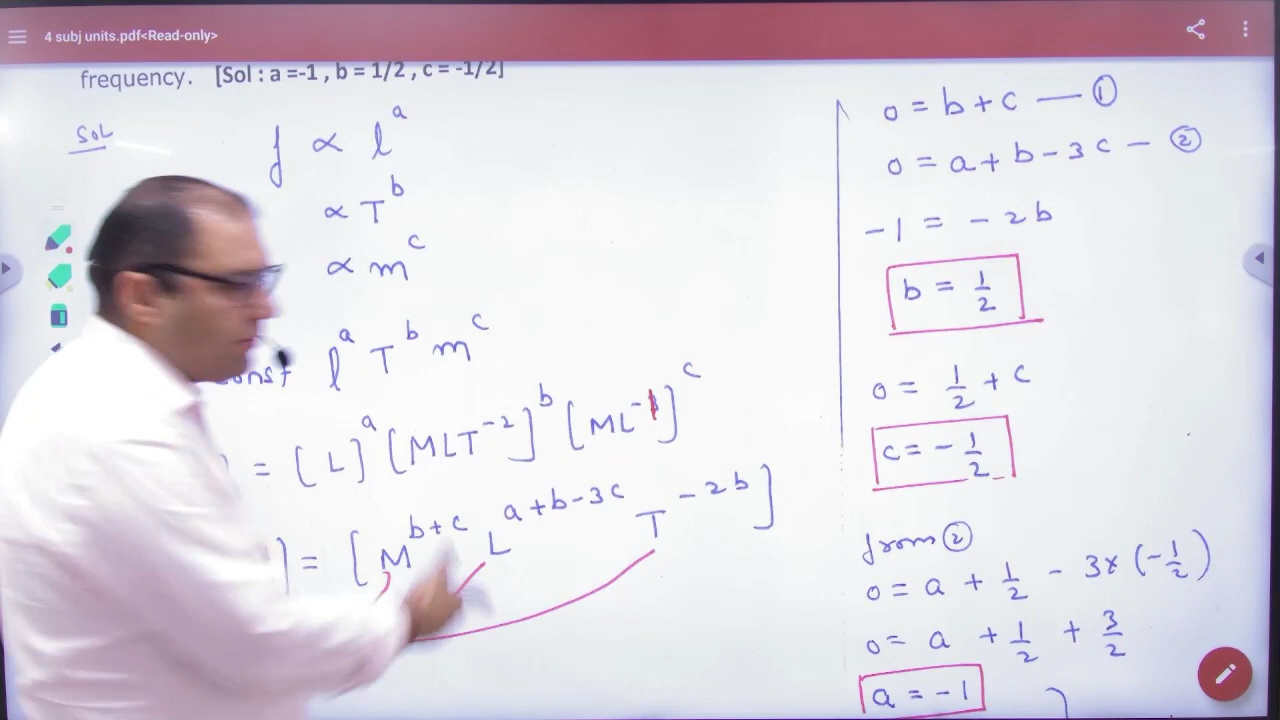 4 subj units.pdf<Read-only>
frequency. [Sol : a =-1 , b = 1/2 , c = -1/2]
SOL
f ∝ l^a
∝ T^b
∝ m^c
const l^a T^b m^c
= [L]^a [MLT^-2]^b [ML^-1]^c
] = [M^b+c L^a+b-3c T^-2b]
0 = b + c — ①
0 = a + b - 3c - ②
-1 = -2b
b = 1/2
0 = 1/2 + c
c = - 1/2
from ②
0 = a + 1/2 - 3x (-1/2)
0 = a + 1/2 + 3/2
a = -1